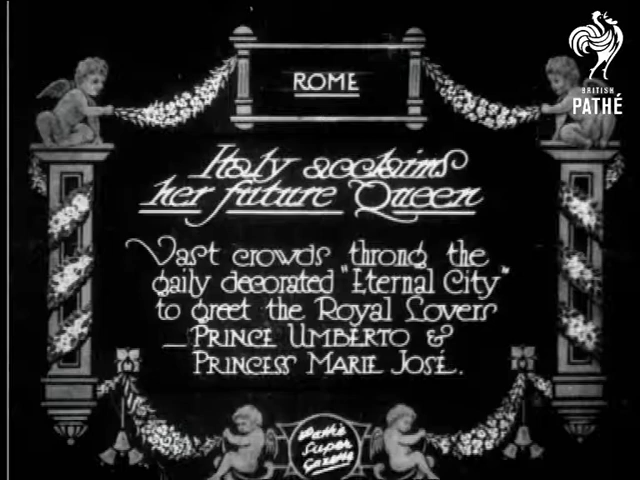 BRITISH
PATHÉ
ROME
Italy acclaims
her future Queen
Vast crowds throng the
gaily decorated "Eternal City"
to greet the Royal Lovers
—PRINCE UMBERTO &
PRINCESS MARIE JOSÉ.
Pathé
Super
Gazette